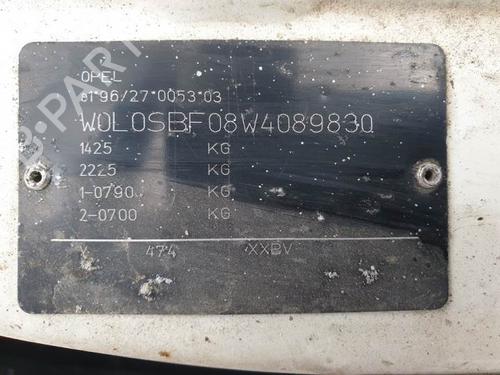 OPEL
e1*96/27*0053*03
W0L0SBF08W4089830
1425 KG
2225 KG
1-0790 KG
2-0700 KG
474 XXBV
B-PARTS